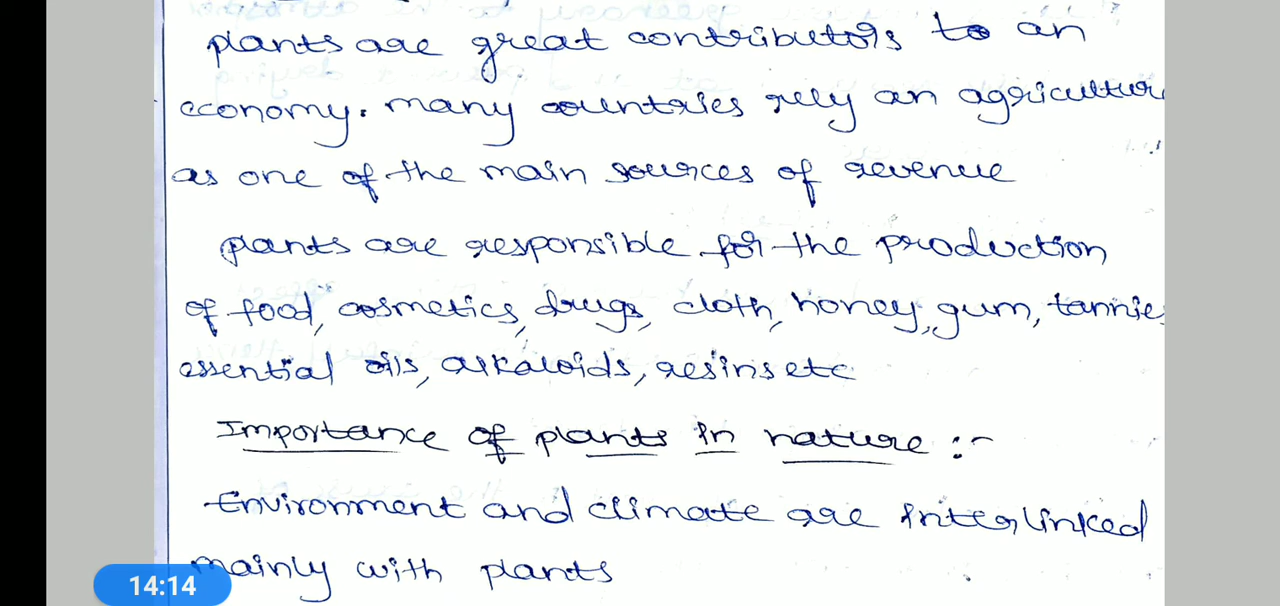 plants are great contributors to an
economy. many countries rely an agricultur
as one of the main sources of revenue
plants are responsible for the production
of food, cosmetics, drugs, cloth, honey, gum, tannie
essential oils, alkaloids, resins etc
Importance of plants in nature :-
Environment and climate are interlinked
mainly with plants
14:14